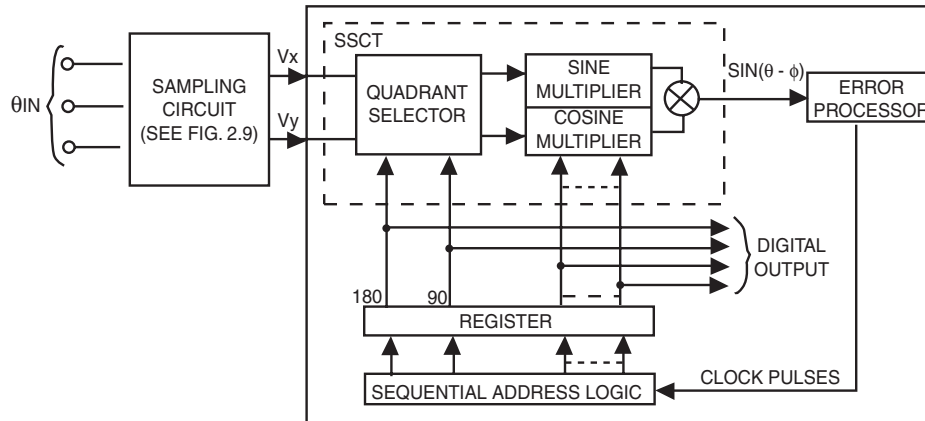 SSCT
θIN
SAMPLING
CIRCUIT
(SEE FIG. 2.9)
Vx
Vy
QUADRANT
SELECTOR
SINE
MULTIPLIER
COSINE
MULTIPLIER
SIN(θ - ϕ)
ERROR
PROCESSOR
DIGITAL
OUTPUT
180
90
REGISTER
SEQUENTIAL ADDRESS LOGIC
CLOCK PULSES